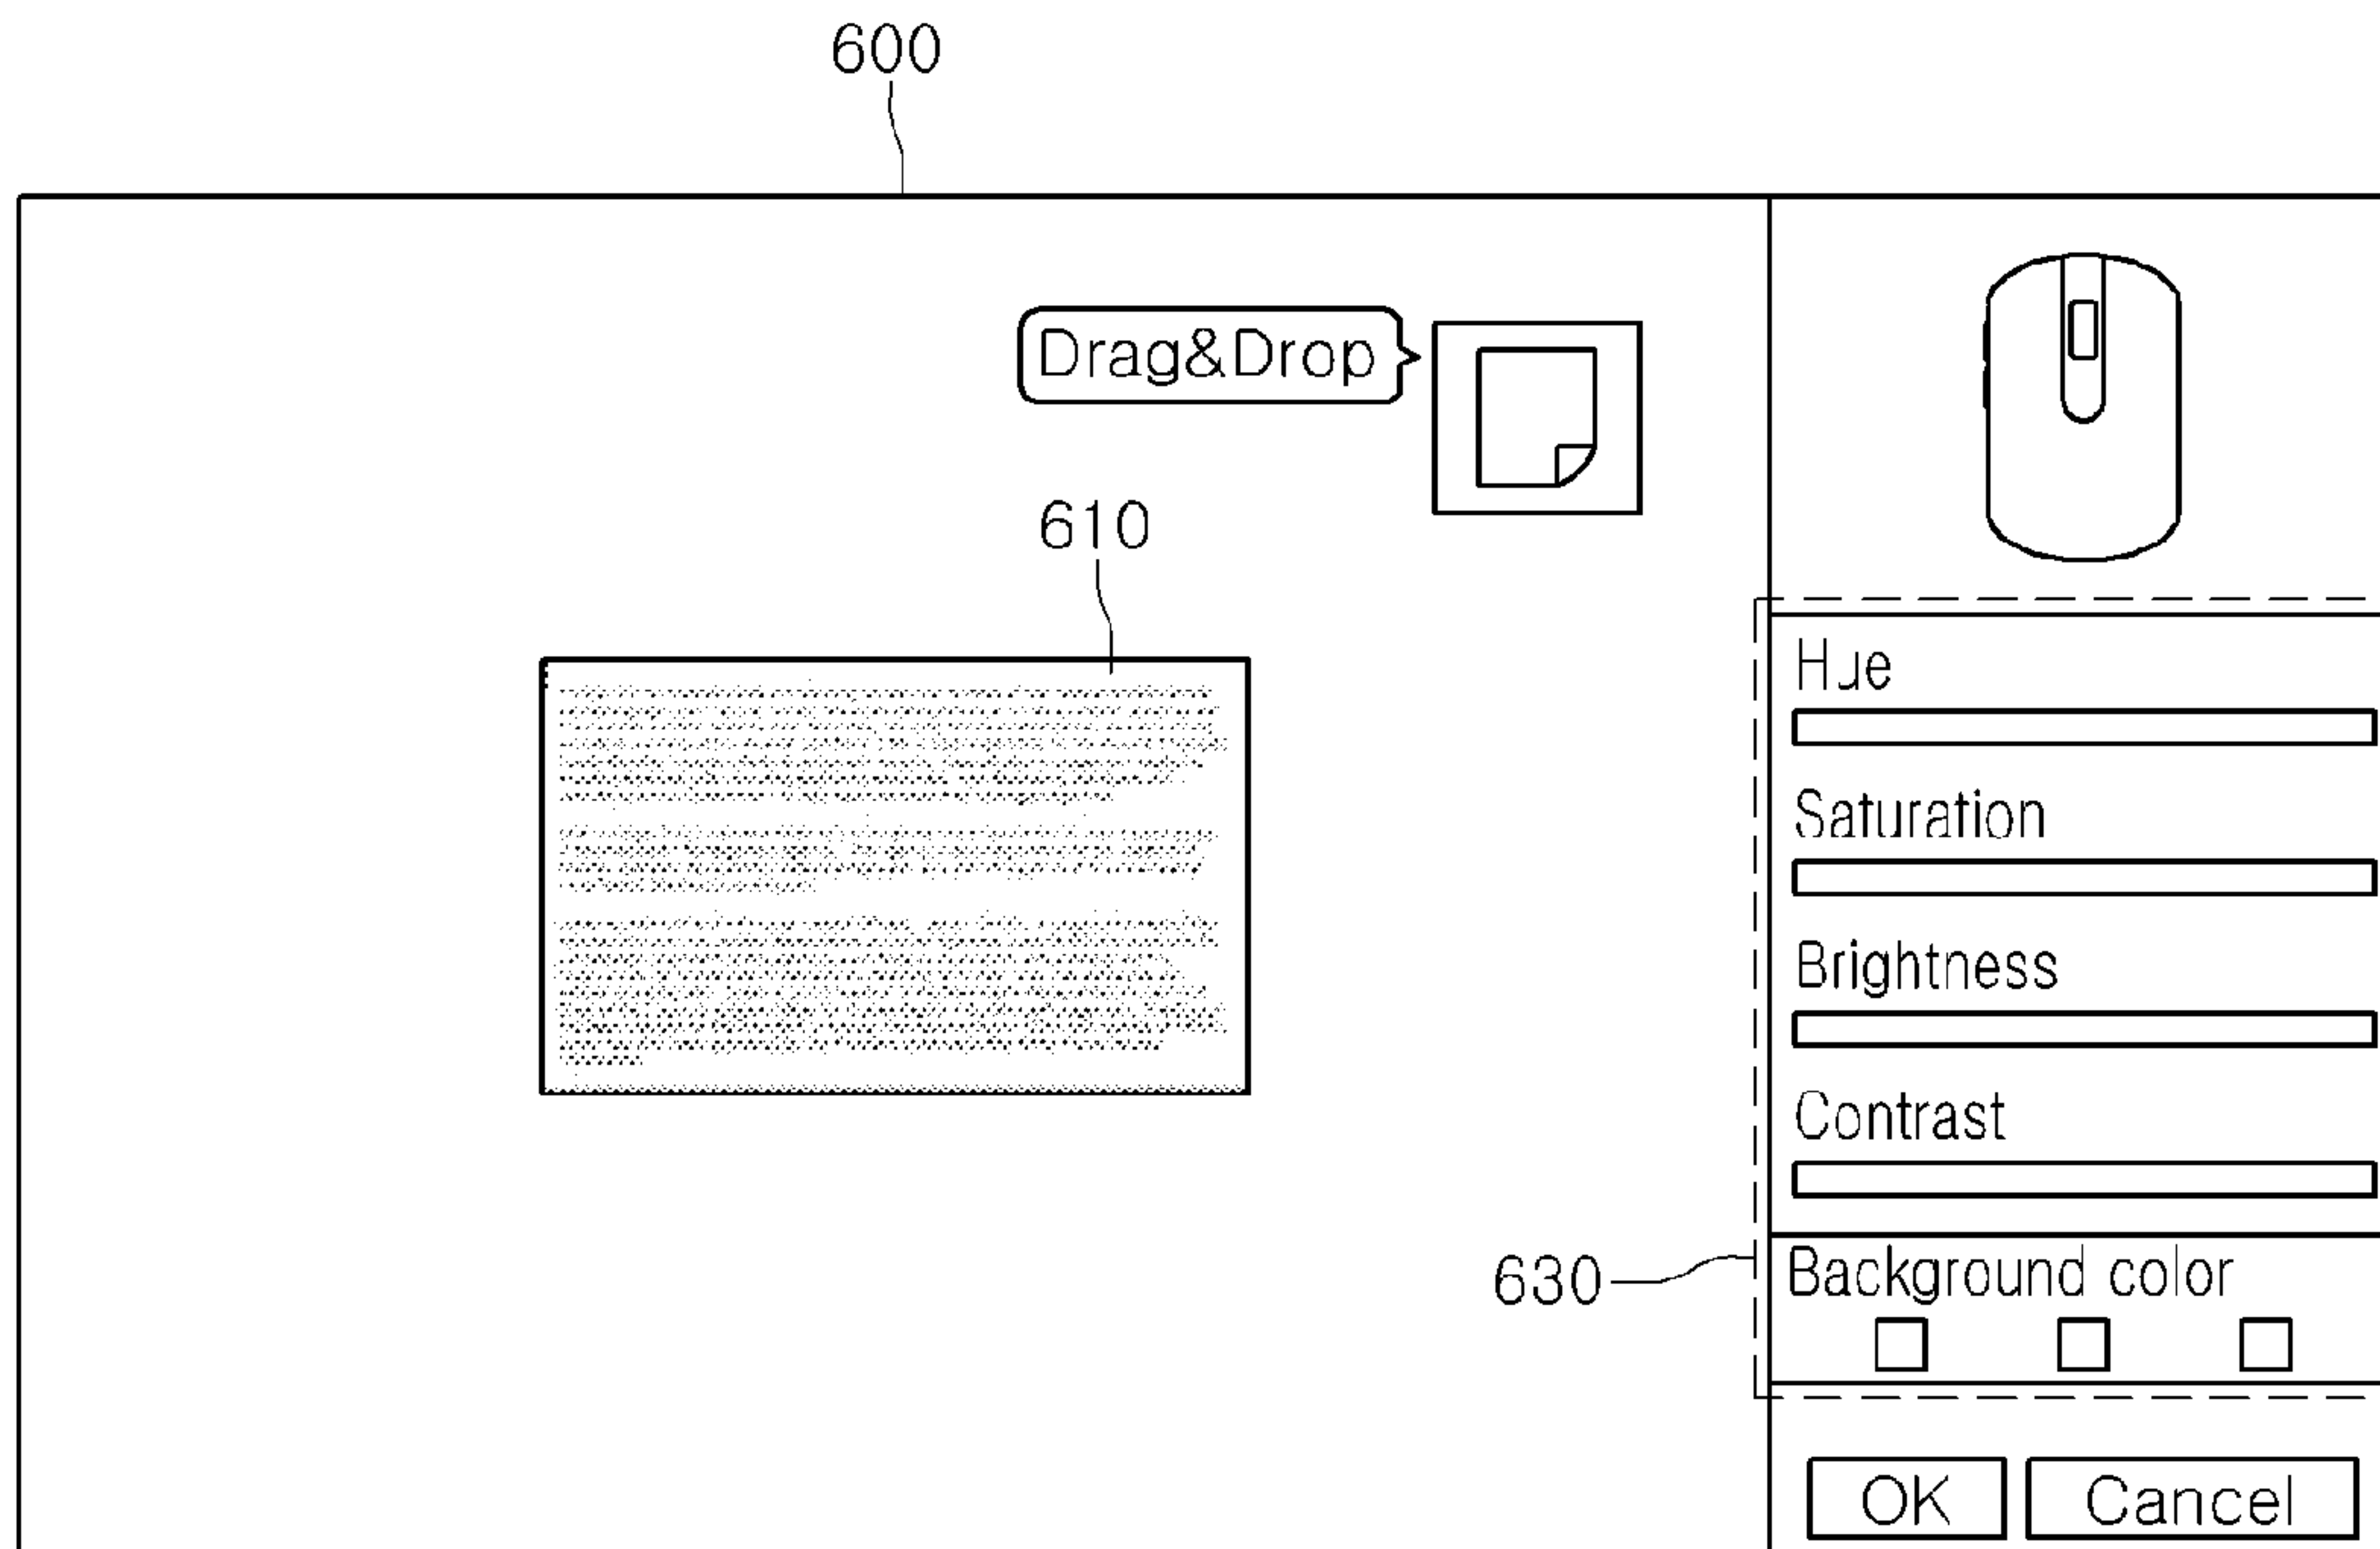 600
Drag&Drop
610
Hue
Saturation
Brightness
Contrast
630
Background color
OK Cancel